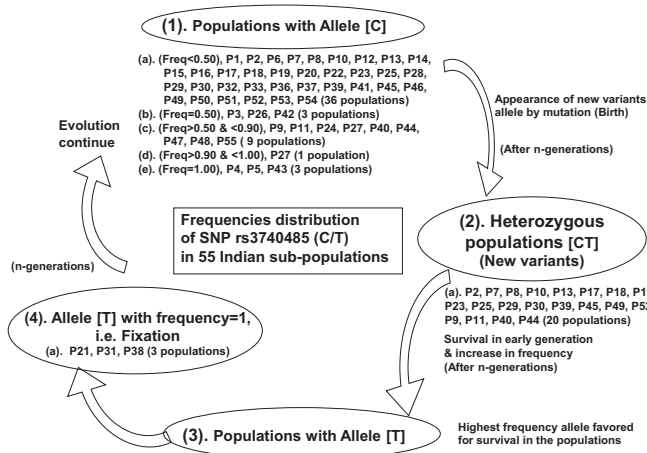 (1). Populations with Allele [C]
(a). (Freq<0.50), P1, P2, P6, P7, P8, P10, P12, P13, P14,
P15, P16, P17, P18, P19, P20, P22, P23, P25, P28,
P29, P30, P32, P33, P36, P37, P39, P41, P45, P46,
P49, P50, P51, P52, P53, P54 (36 populations)
(b). (Freq=0.50), P3, P26, P42 (3 populations)
(c). (Freq>0.50 & <0.90), P9, P11, P24, P27, P40, P44,
P47, P48, P55 ( 9 populations)
(d). (Freq>0.90 & <1.00), P27 (1 population)
(e). (Freq=1.00), P4, P5, P43 (3 populations)
Appearance of new variants
allele by mutation (Birth)
(After n-generations)
Evolution
continue
Frequencies distribution
of SNP rs3740485 (C/T)
in 55 Indian sub-populations
(2). Heterozygous
populations [CT]
(New variants)
(a). P2, P7, P8, P10, P13, P17, P18,
P23, P25, P29, P30, P39, P45, P49,
P9, P11, P40, P44 (20 populations)
Survival in early generation
& increase in frequency
(After n-generations)
(n-generations)
(4). Allele [T] with frequency=1,
i.e. Fixation
(a). P21, P31, P38 (3 populations)
(3). Populations with Allele [T]
Highest frequency allele favored
for survival in the populations